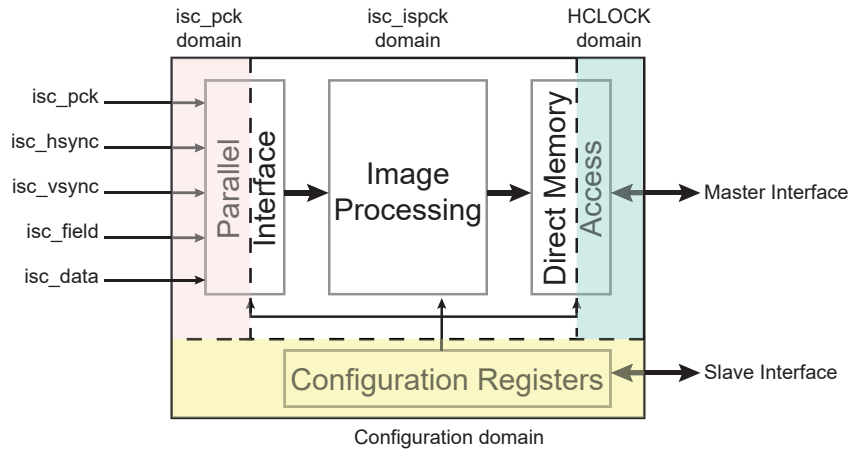 isc_pck
domain
isc_ispck
domain
HCLOCK
domain
isc_pck
isc_hsync
isc_vsync
isc_field
isc_data
Parallel
Interface
Image
Processing
Direct Memory
Access
Master Interface
Configuration Registers
Slave Interface
Configuration domain